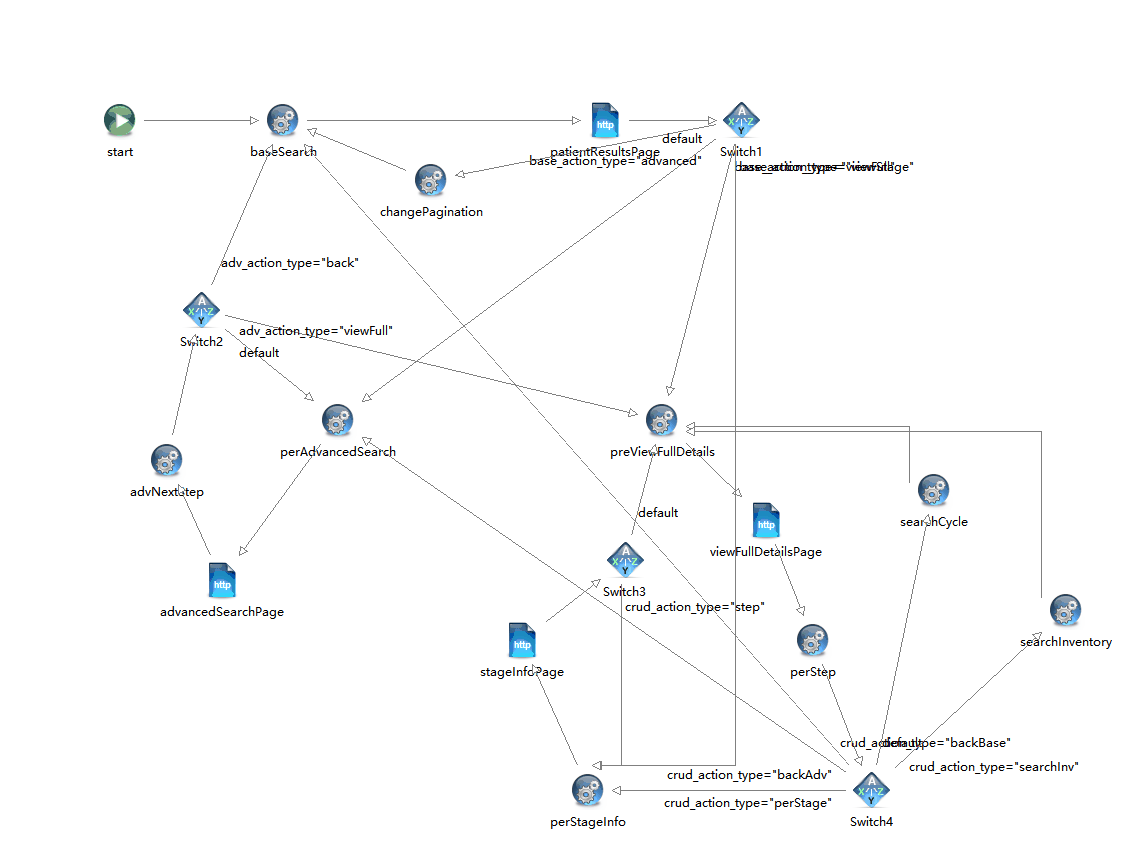 http
A
X Z
Y
default
start
baseSearch
patientResultsPage
Switch1
base_action_type="advanced"
base_action_type="viewStage"
changePagination
adv_action_type="back"
A
X Z
Y
adv_action_type="viewFull"
Switch2
default
perAdvancedSearch
preViewFullDetails
advNextStep
default
searchCycle
http
viewFullDetailsPage
A
X Z
Y
http
Switch3
advancedSearchPage
crud_action_type="step"
http
searchInventory
stageInfoPage
perStep
default
crud_action_type="backBase"
crud_action_type="searchInv"
crud_action_type="backAdv"
A
X Z
Y
crud_action_type="perStage"
perStageInfo
Switch4